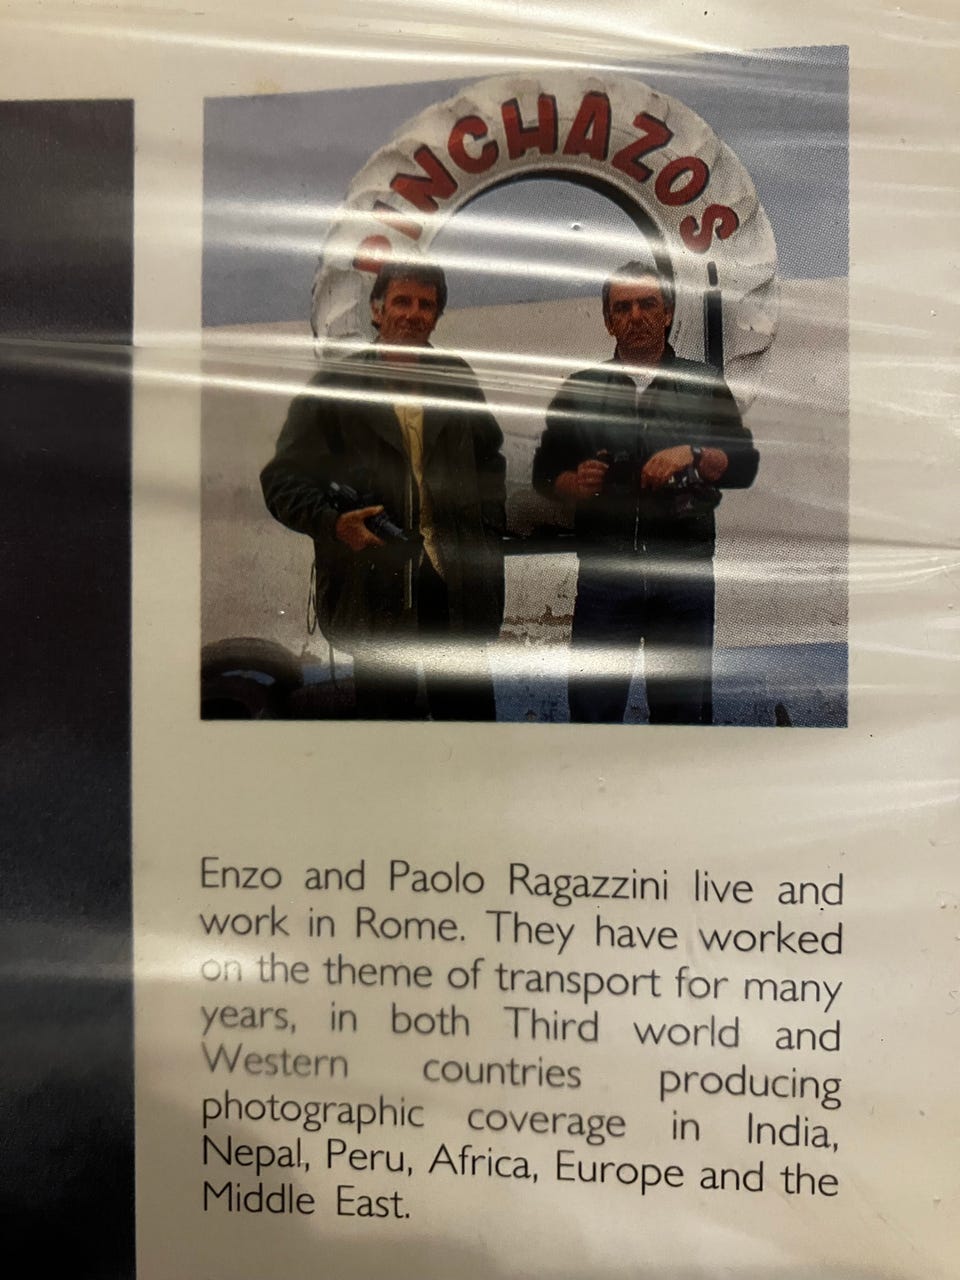 PINCHAZOS
Enzo and Paolo Ragazzini live and
work in Rome. They have worked
on the theme of transport for many
years, in both Third world and
Western countries producing
photographic coverage in India,
Nepal, Peru, Africa, Europe and the
Middle East.